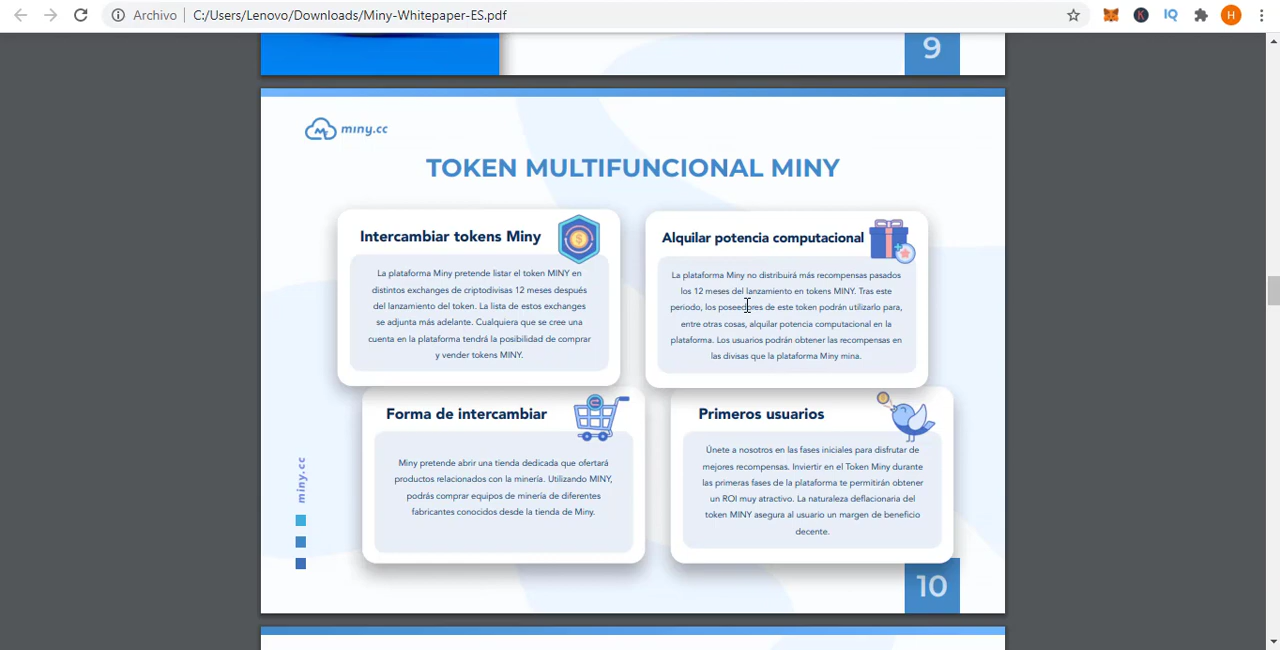 Archivo
C:/Users/Lenovo/Downloads/Miny-Whitepaper-ES.pdf
K
IQ
H
9
miny.cc
TOKEN MULTIFUNCIONAL MINY
Intercambiar tokens Miny
La plataforma Miny pretende listar el token MINY en
distintos exchanges de criptodivisas 12 meses después
del lanzamiento del token. La lista de estos exchanges
se adjunta más adelante. Cualquiera que se cree una
cuenta en la plataforma tendrá la posibilidad de comprar
y vender tokens MINY.
Alquilar potencia computacional
La plataforma Miny no distribuirá más recompensas pasados
los 12 meses del lanzamiento en tokens MINY. Tras este
periodo, los poseedores de este token podrán utilizarlo para,
entre otras cosas, alquilar potencia computacional en la
plataforma. Los usuarios podrán obtener las recompensas en
las divisas que la plataforma Miny mina.
Forma de intercambiar
Miny pretende abrir una tienda dedicada que ofertará
productos relacionados con la minería. Utilizando MINY,
podrás comprar equipos de minería de diferentes
fabricantes conocidos desde la tienda de Miny.
Primeros usuarios
Únete a nosotros en las fases iniciales para disfrutar de
mejores recompensas. Inviertir en el Token Miny durante
las primeras fases de la plataforma te permitirán obtener
un ROI muy atractivo. La naturaleza deflacionaria del
token MINY asegura al usuario un margen de beneficio
decente.
miny.cc
10